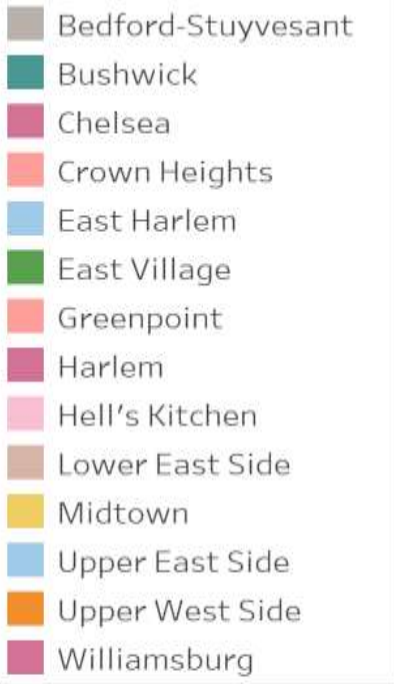 Bedford-Stuyvesant
Bushwick
Chelsea
Crown Heights
East Harlem
East Village
Greenpoint
Harlem
Hell's Kitchen
Lower East Side
Midtown
Upper East Side
Upper West Side
Williamsburg